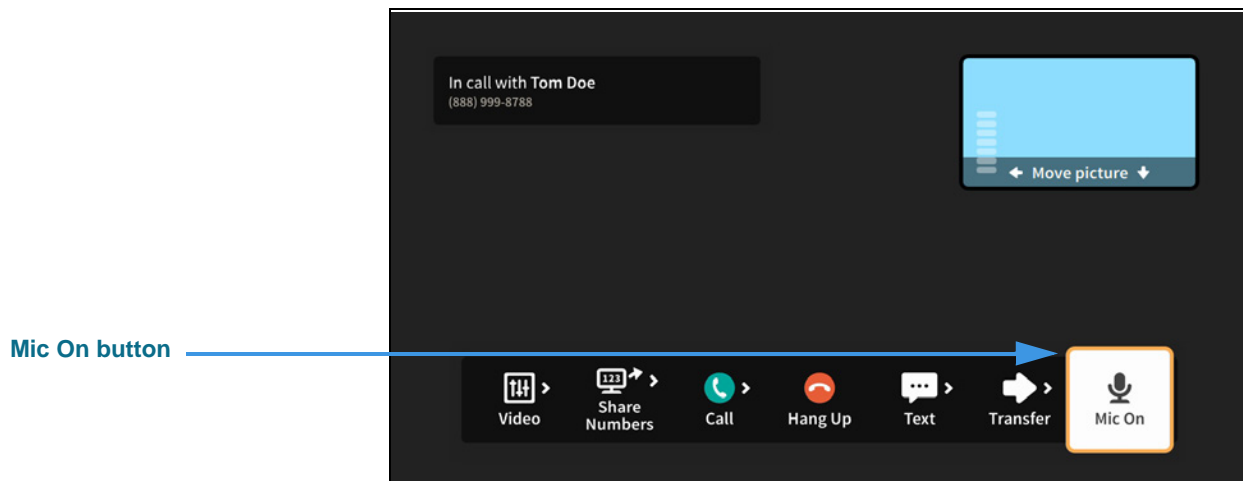 In call with Tom Doe
(888) 999-8788
Move picture
Mic On button
123
Video
Share
Numbers
Call
Hang Up
Text
Transfer
Mic On